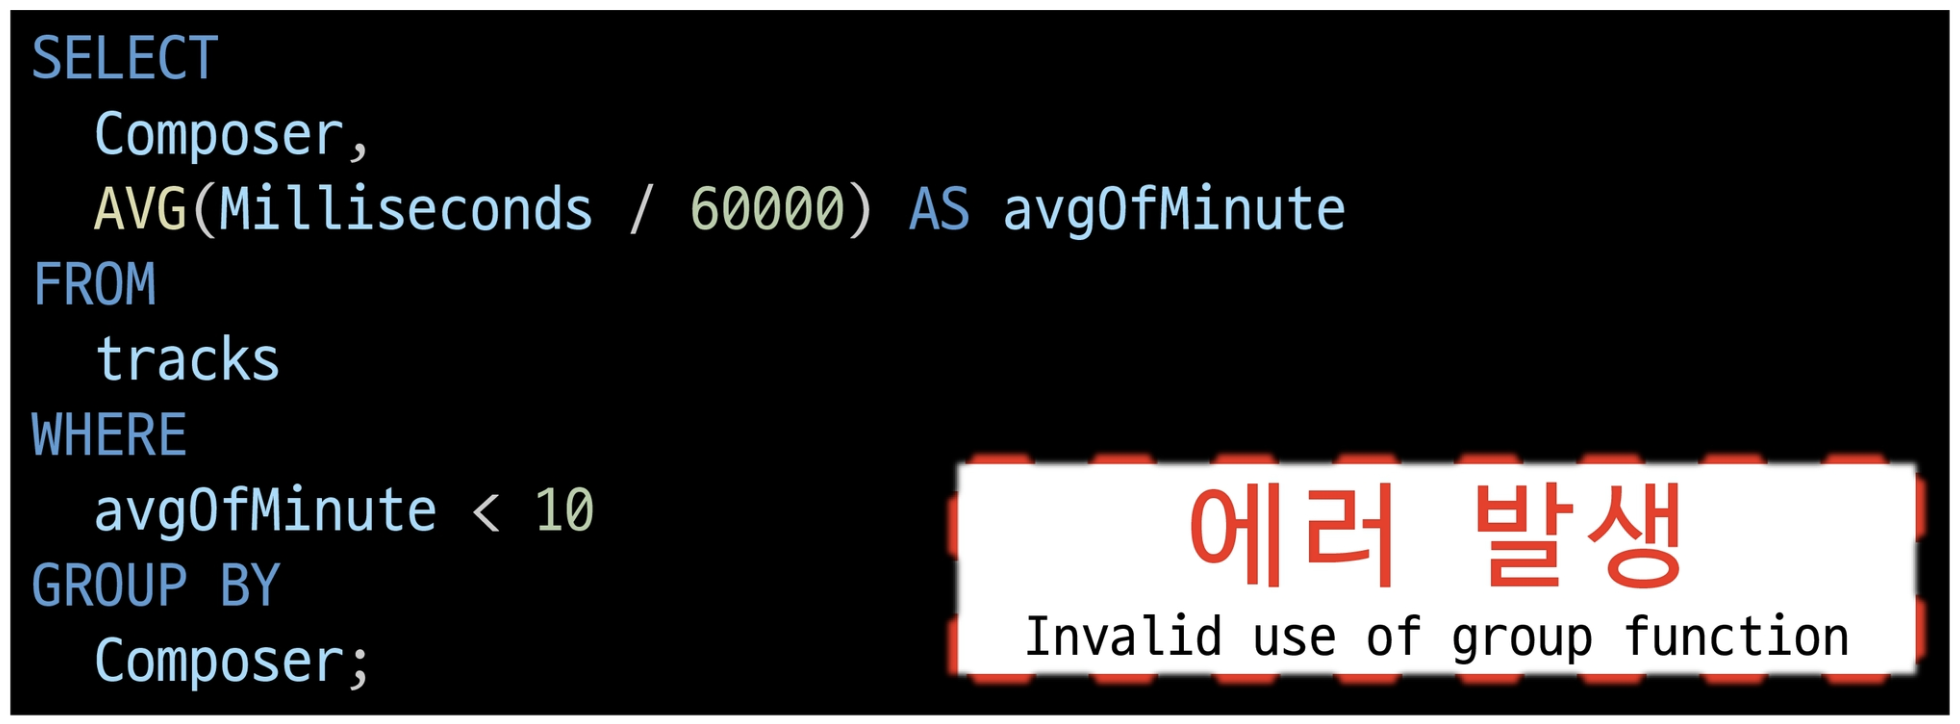 SELECT
  Composer,
  AVG(Milliseconds / 60000) AS avgOfMinute
FROM
  tracks
WHERE
  avgOfMinute < 10
GROUP BY
  Composer;
에러 발생
Invalid use of group function